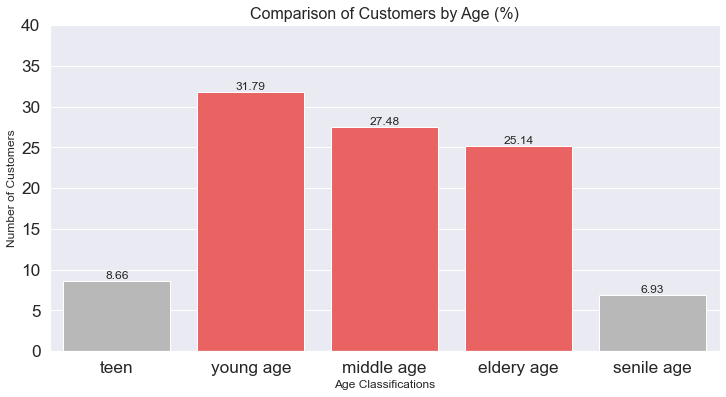 Comparison of Customers by Age (%)
Number of Customers
40
35
30
25
20
15
10
5
0
8.66
31.79
27.48
25.14
6.93
teen
young age
middle age
eldery age
senile age
Age Classifications